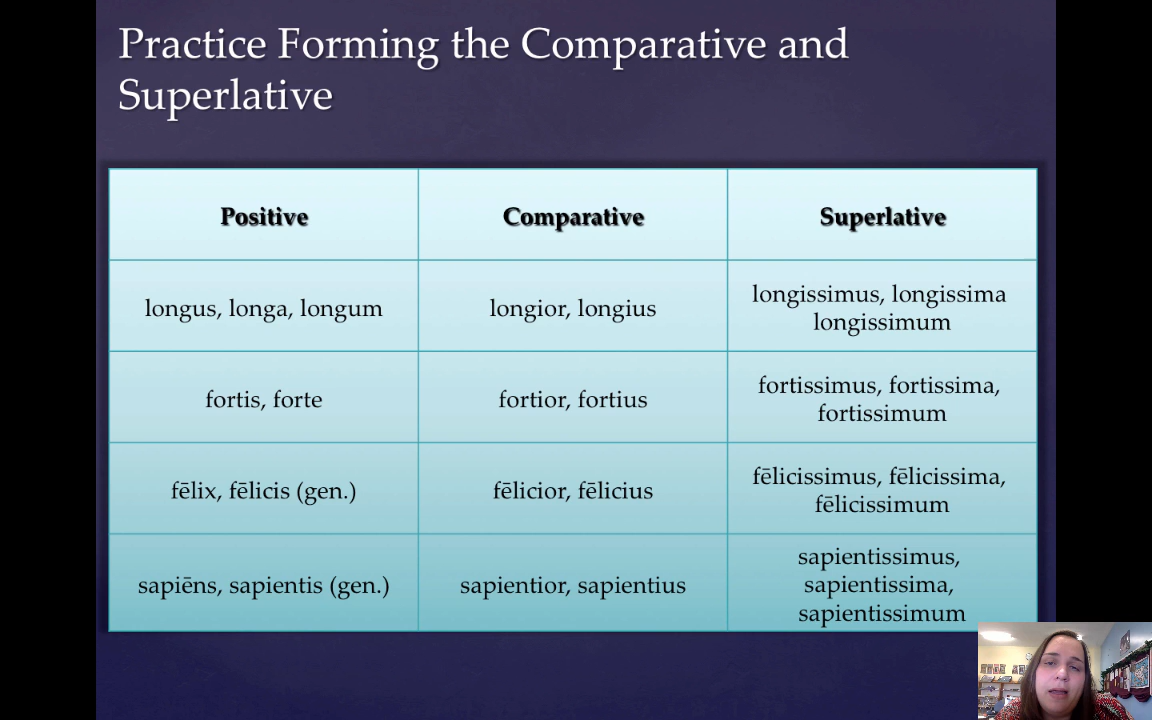 Practice Forming the Comparative and
Superlative
Positive
Comparative
Superlative
longus, longa, longum
longior, longius
longissimus, longissima
longissimum
fortis, forte
fortior, fortius
fortissimus, fortissima,
fortissimum
fēlix, fēlicis (gen.)
fēlicior, fēlicius
fēlicissimus, fēlicissima,
fēlicissimum
sapiēns, sapientis (gen.)
sapientior, sapientius
sapientissimus,
sapientissima,
sapientissimum